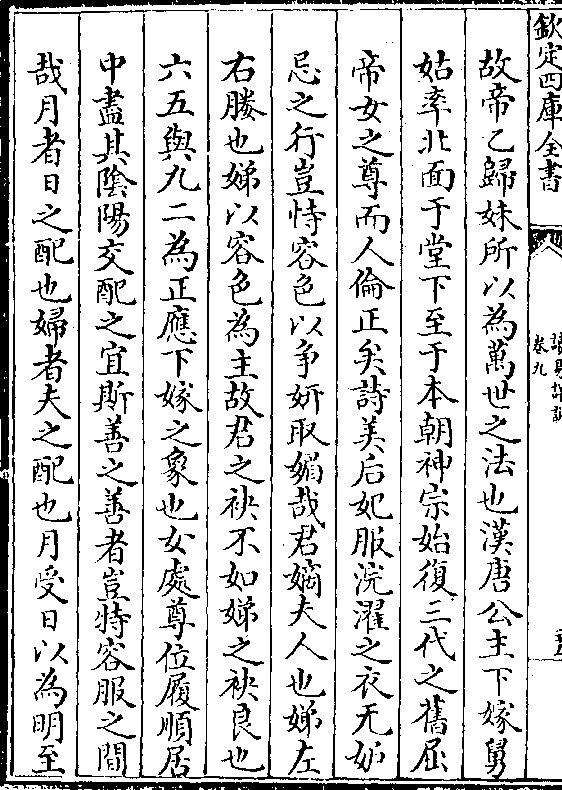 欽定四庫全書
卷九
故帝乙歸妹所以為萬世之法也漢唐公主下嫁舅
姑率北面于堂下至于本朝神宗始復三代之舊屈
帝女之尊而人倫正矣詩美后妃服浣濯之衣无妒
忌之行豈恃容色以争妍取媚哉君嫡夫人也娣左
右媵也娣以容色為主故君之袂不如娣之袂良也
六五與九二為正應下嫁之象也女處尊位履順居
中盡其陰陽交配之宜斯善之善者豈特容服之間
哉月者日之配也婦者夫之配也月受日以為明至